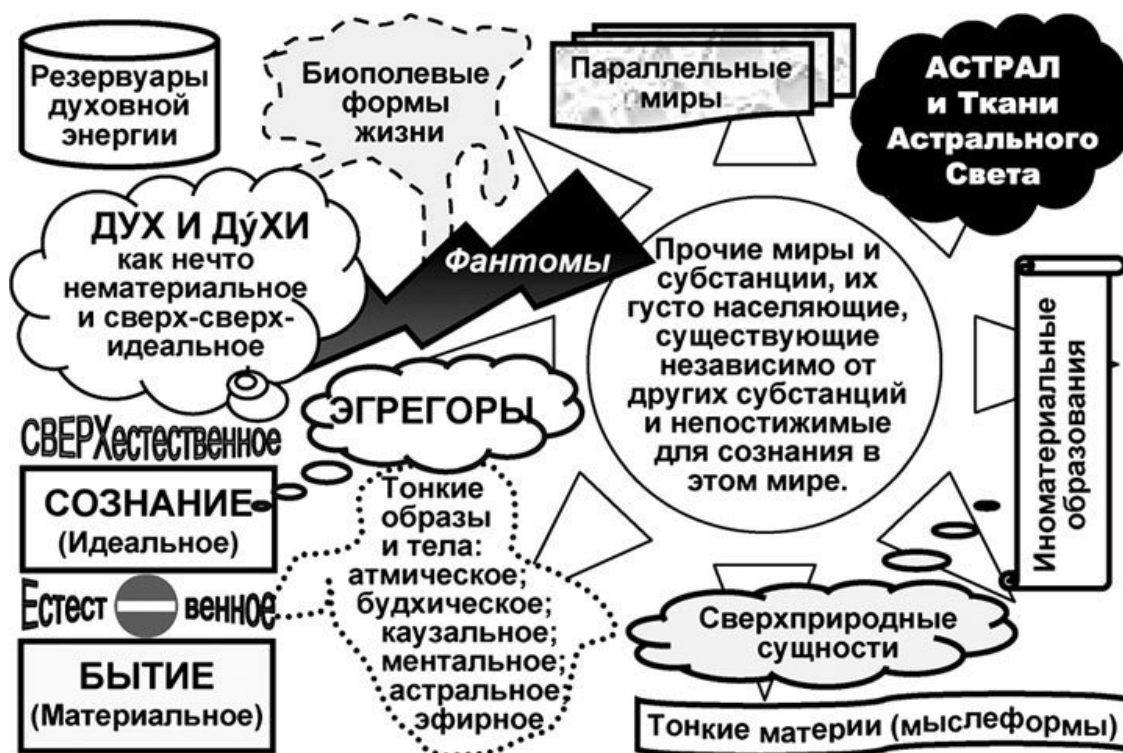 Резервуары
духовной
энергии
Биополевые
формы
жизни
Параллельные
миры
АСТРАЛ
и Ткани
Астрального
Света
ДУХ И ДУ́ХИ
как нечто
нематериальное
и сверх-сверх-
идеальное
Фантомы
Прочие миры и
субстанции, их
густо населяющие,
существующие
независимо от
других субстанций
и непостижимые
для сознания в
этом мире.
Иноматериальные
образования
ЭГРЕГОРЫ
СВЕРХестественное
СОЗНАНИЕ
(Идеальное)
Естест венное
БЫТИЕ
(Материальное)
Тонкие
образы
и тела:
атмическое;
будхическое;
каузальное;
ментальное;
астральное;
эфирное
Сверхприродные
сущности
Тонкие материи (мыслеформы)